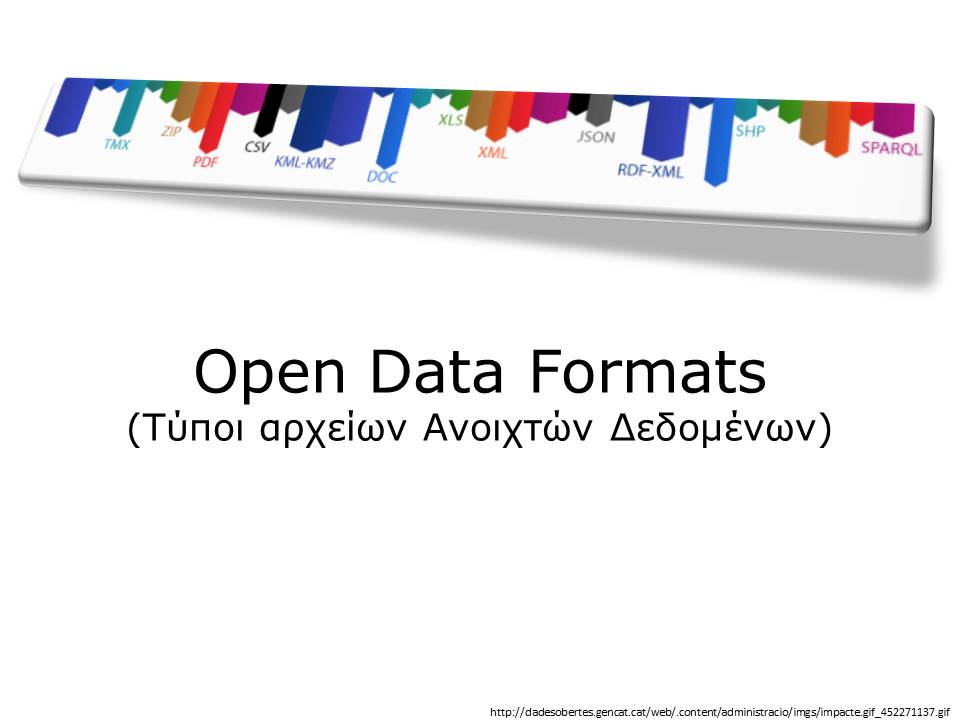 TMX
ZIP
PDF
CSV
KML-KMZ
DOC
XLS
XML
JSON
RDF-XML
SHP
SPARQL
Open Data Formats
(Τύποι αρχείων Ανοιχτών Δεδομένων)
http://dadesobertes.gencat.cat/web/.content/administracio/imgs/impacte.gif_452271137.gif